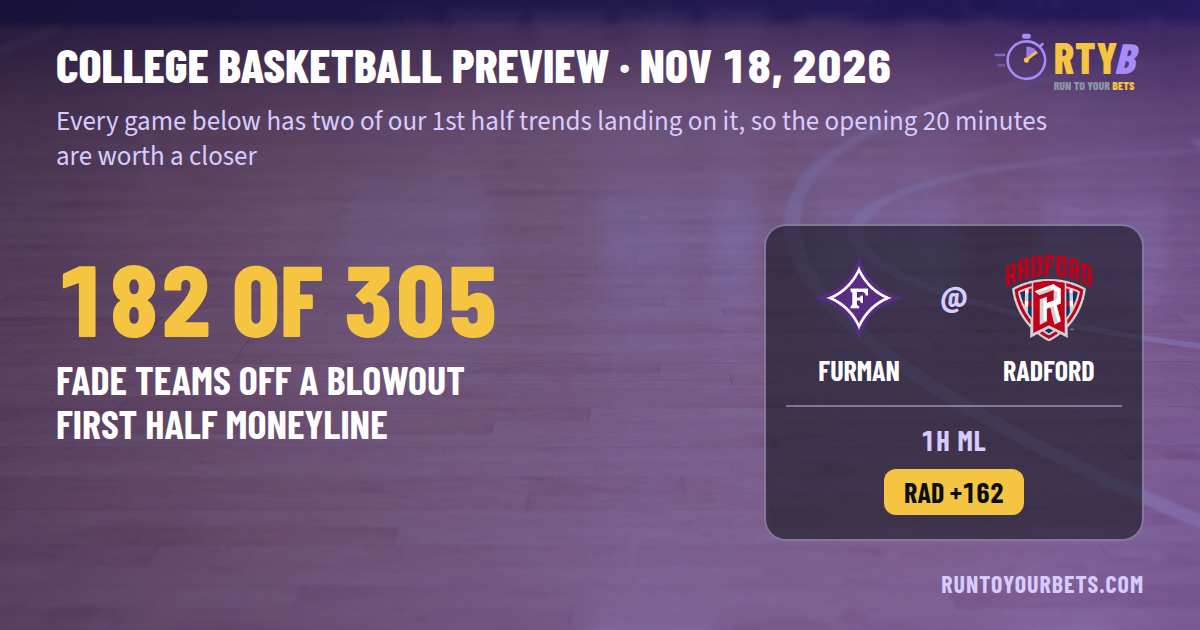 COLLEGE BASKETBALL PREVIEW · NOV 18, 2026
RTYB
RUN TO YOUR BETS
Every game below has two of our 1st half trends landing on it, so the opening 20 minutes
are worth a closer
182 OF 305
FADE TEAMS OFF A BLOWOUT
FIRST HALF MONEYLINE
F
@
RADFORD
R
FURMAN
RADFORD
1H ML
RAD +162
RUNTOYOURBETS.COM